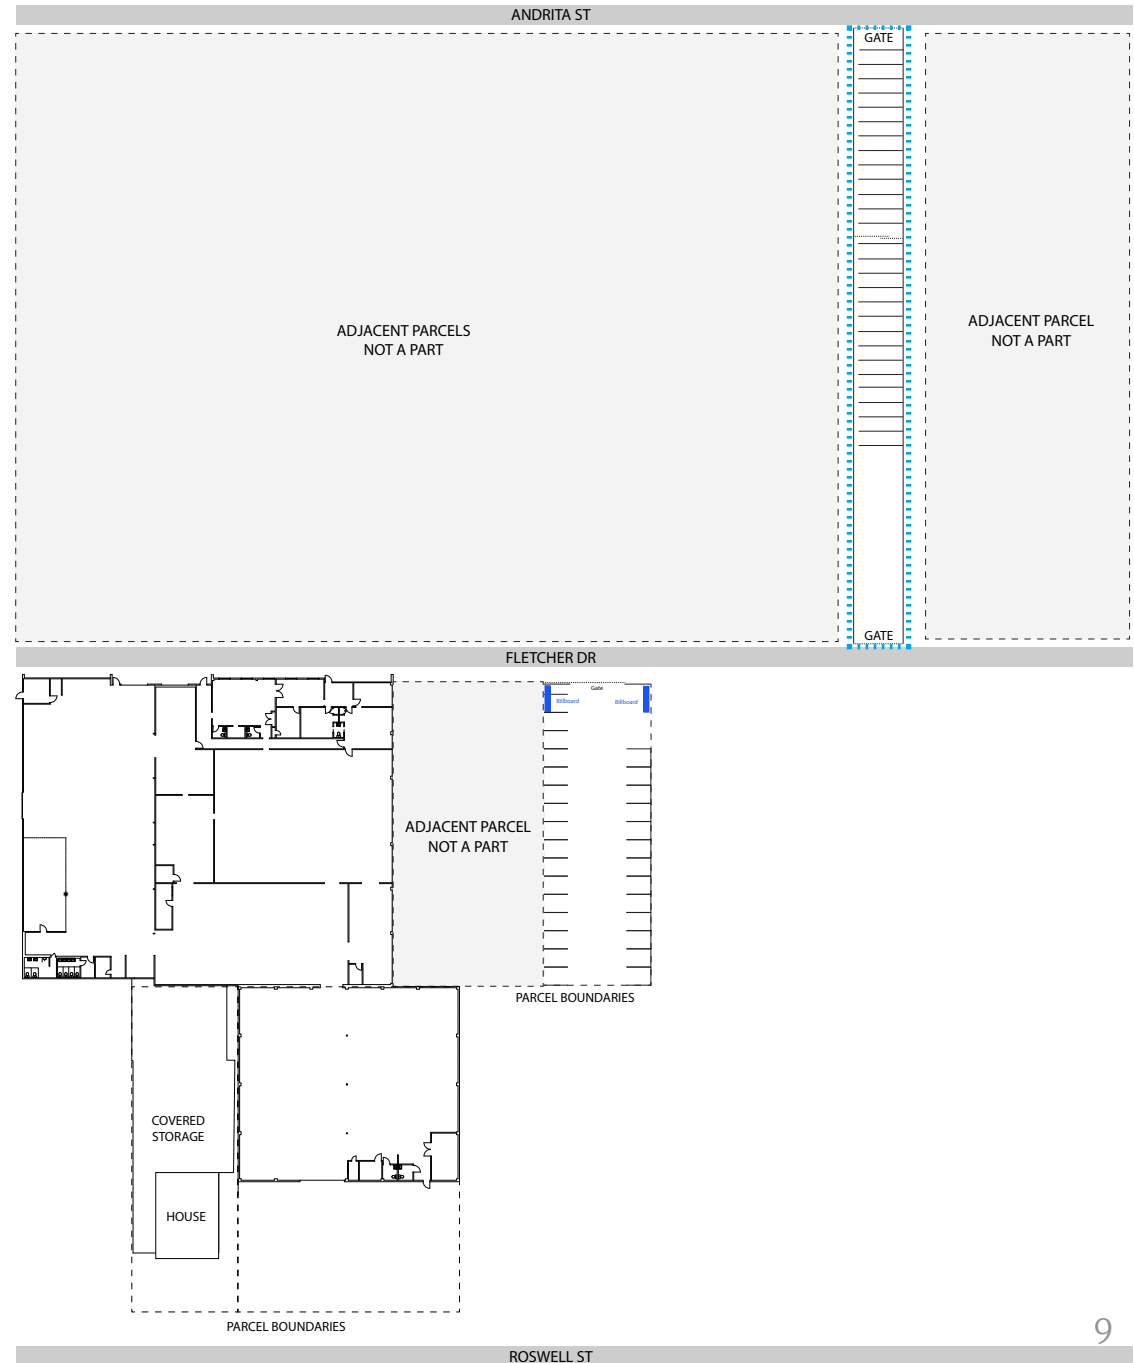 ANDRITA ST
GATE
ADJACENT PARCELS
NOT A PART
ADJACENT PARCEL
NOT A PART
GATE
FLETCHER DR
Gate
Billboard
Billboard
ADJACENT PARCEL
NOT A PART
PARCEL BOUNDARIES
COVERED
STORAGE
HOUSE
PARCEL BOUNDARIES
9
ROSWELL ST